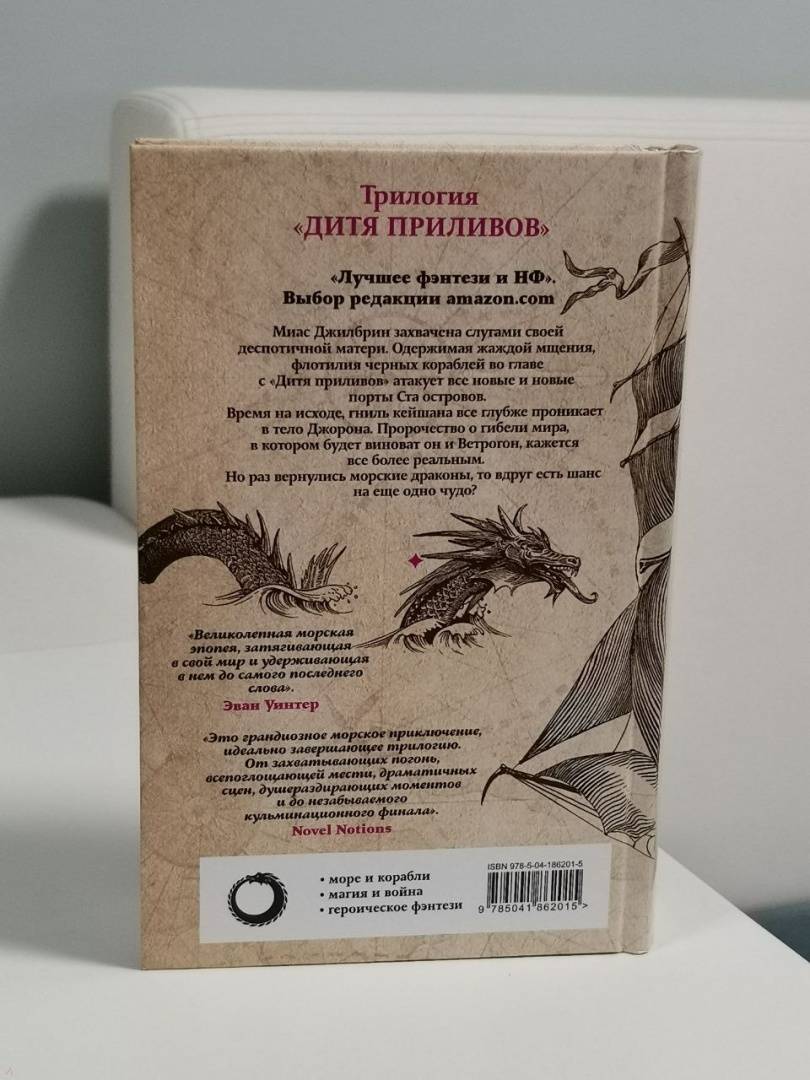 Трилогия
«ДИТЯ ПРИЛИВОВ»
«Лучшее фэнтези и НФ».
Выбор редакции amazon.com
Миас Джилбрин захвачена слугами своей
деспотичной матери. Одержимая жаждой мщения,
флотилия черных кораблей во главе
с «Дитя приливов» атакует все новые и новые
порты Ста островов.
Время на исходе, гниль кейшана все глубже проникает
в тело Джорона. Пророчество о гибели мира,
в котором будет виноват он и Ветрогон, кажется
все более реальным.
Но раз вернулись морские драконы, то вдруг есть шанс
на еще одно чудо?
«Великолепная морская
эпопея, затягивающая
в свой мир и удерживающая
в нем до самого последнего
слова».
Эван Уинтер
«Это грандиозное морское приключение,
идеально завершающее трилогию.
От захватывающих погонь,
всепоглощающей мести, драматичных
сцен, душераздирающих моментов
и до незабываемого
кульминационного финала».
Novel Notions
• море и корабли
• магия и война
• героическое фэнтези
ISBN 978-5-04-186201-5
9 785041 862015 >